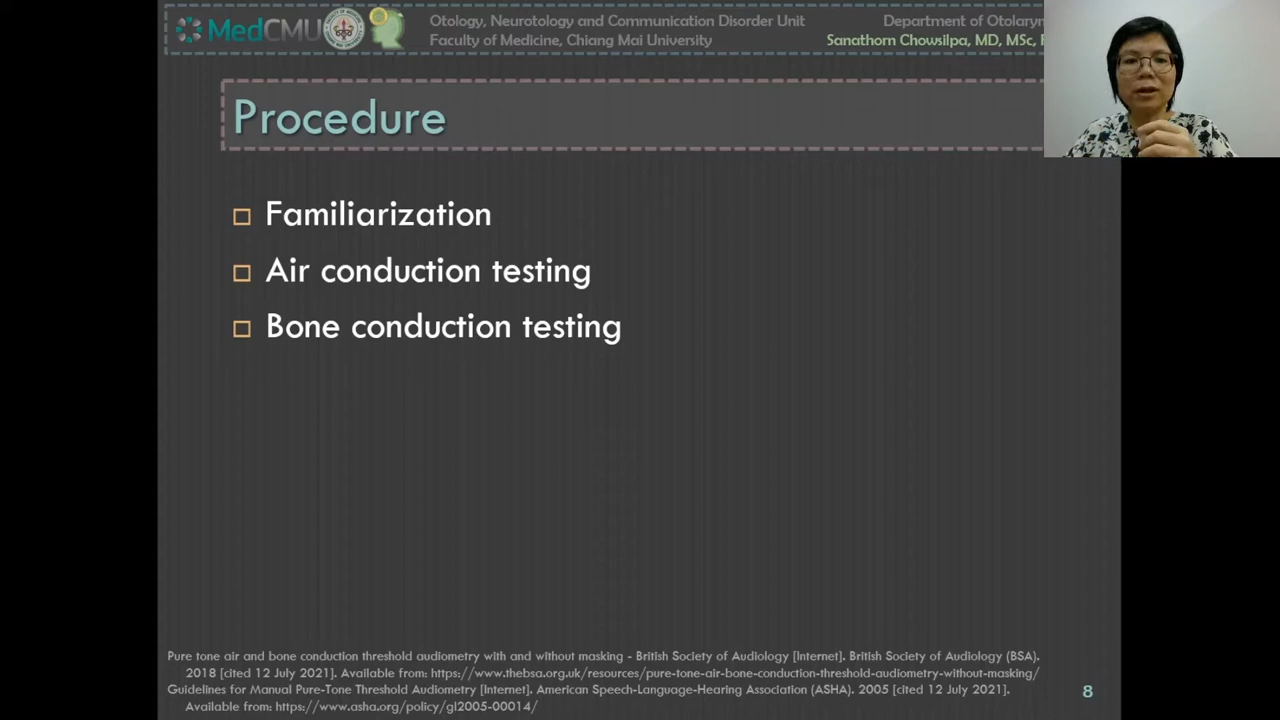 MedCMU
Otology, Neurotology and Communication Disorder Unit
Department of Otolaryn
Faculty of Medicine, Chiang Mai University
Sanathorn Chowsilpa, MD, MSc,
Procedure
Familiarization
Air conduction testing
Bone conduction testing
Pure tone air and bone conduction threshold audiometry with and without masking - British Society of Audiology [Internet]. British Society of Audiology (BSA).
2018 [cited 12 July 2021]. Available from: https://www.thebsa.org.uk/resources/pure-tone-air-bone-conduction-threshold-audiometry-without-masking/
Guidelines for Manual Pure-Tone Threshold Audiometry [Internet]. American Speech-Language-Hearing Association (ASHA). 2005 [cited 12 July 2021].
Available from: https://www.asha.org/policy/gl2005-00014/
8